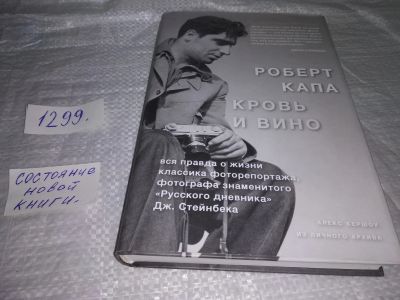 РОБЕРТ
КАПА
КРОВЬ
И ВИНО
вся правда о жизни
классика фоторепортажа,
фотографа знаменитого
«Русского дневника»
Дж. Стейнбека
АЛЕКС КЕРШОУ
ИЗ ЛИЧНОГО АРХИВА
1299.
СОСТОЯНИЕ
НОВОЙ
КНИГИ.